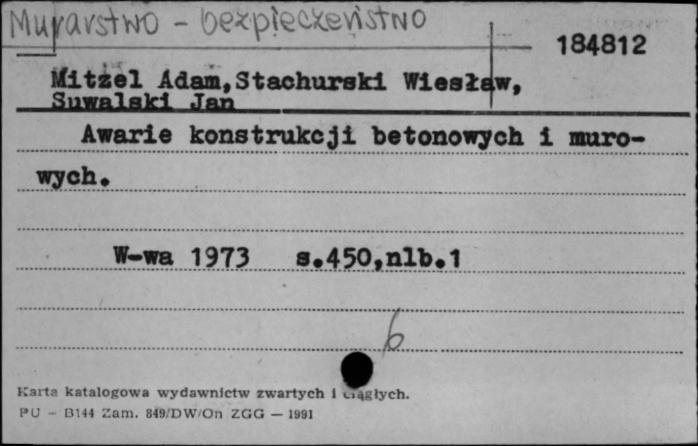 Murarstwo - bezpieczeństwo
184812
Mitzel Adam, Stachurski Wiesław,
Suwalski Jan
Awarie konstrukcji betonowych i muro-
wych.
W-wa 1973 s.450,nlb.1
6
Karta katalogowa wydawnictw zwartych i ciągłych.
PU - B144 Zam. 849/DW/On ZGG — 1991